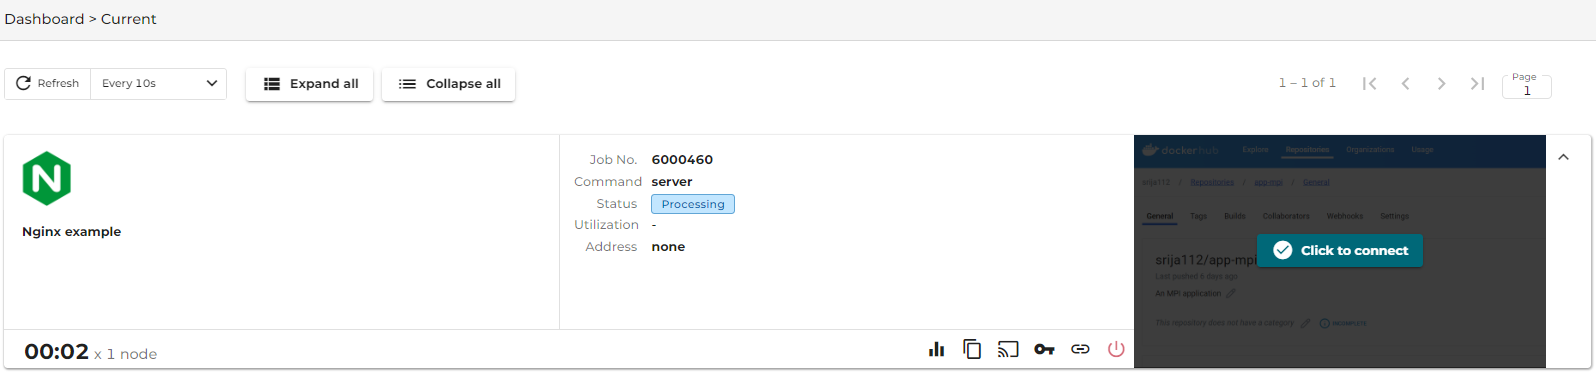 Dashboard > Current
Refresh
Every 10s
Expand all
Collapse all
1 – 1 of 1
Page
1
N
Nginx example
Job No. 6000460
Command server
Status Processing
Utilization -
Address none
00:02 x 1 node
dockerhub Explore Repositories Organizations Usage
srija112 / Repositories / app-mpi / General
General Tags Builds Collaborators Webhooks Settings
Click to connect
srija112/app-mpi
Last pushed 6 days ago
An MPI application
This repository does not have a category INCOMPLETE